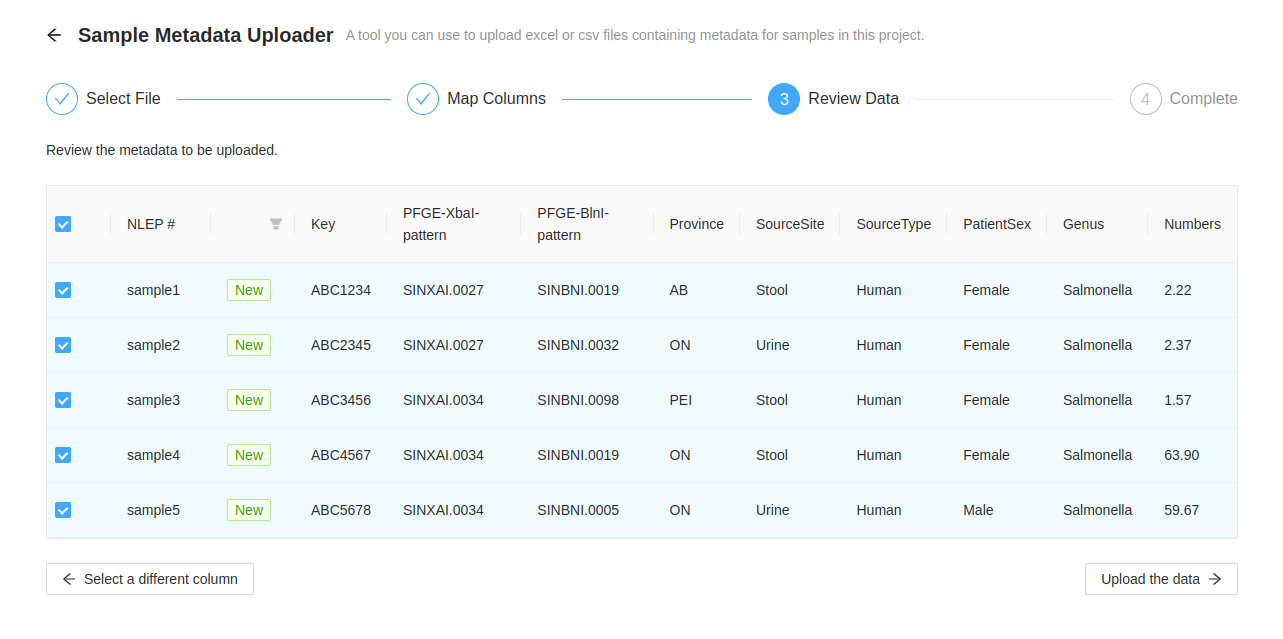 Sample Metadata Uploader A tool you can use to upload excel or csv files containing metadata for samples in this project.
Select File Map Columns 3 Review Data 4 Complete
Review the metadata to be uploaded.
NLEP # Key PFGE-XbaI-pattern PFGE-BlnI-pattern Province SourceSite SourceType PatientSex Genus Numbers
sample1 New ABC1234 SINXAI.0027 SINBNI.0019 AB Stool Human Female Salmonella 2.22
sample2 New ABC2345 SINXAI.0027 SINBNI.0032 ON Urine Human Female Salmonella 2.37
sample3 New ABC3456 SINXAI.0034 SINBNI.0098 PEI Stool Human Female Salmonella 1.57
sample4 New ABC4567 SINXAI.0034 SINBNI.0019 ON Stool Human Female Salmonella 63.90
sample5 New ABC5678 SINXAI.0034 SINBNI.0005 ON Urine Human Male Salmonella 59.67
Select a different column Upload the data